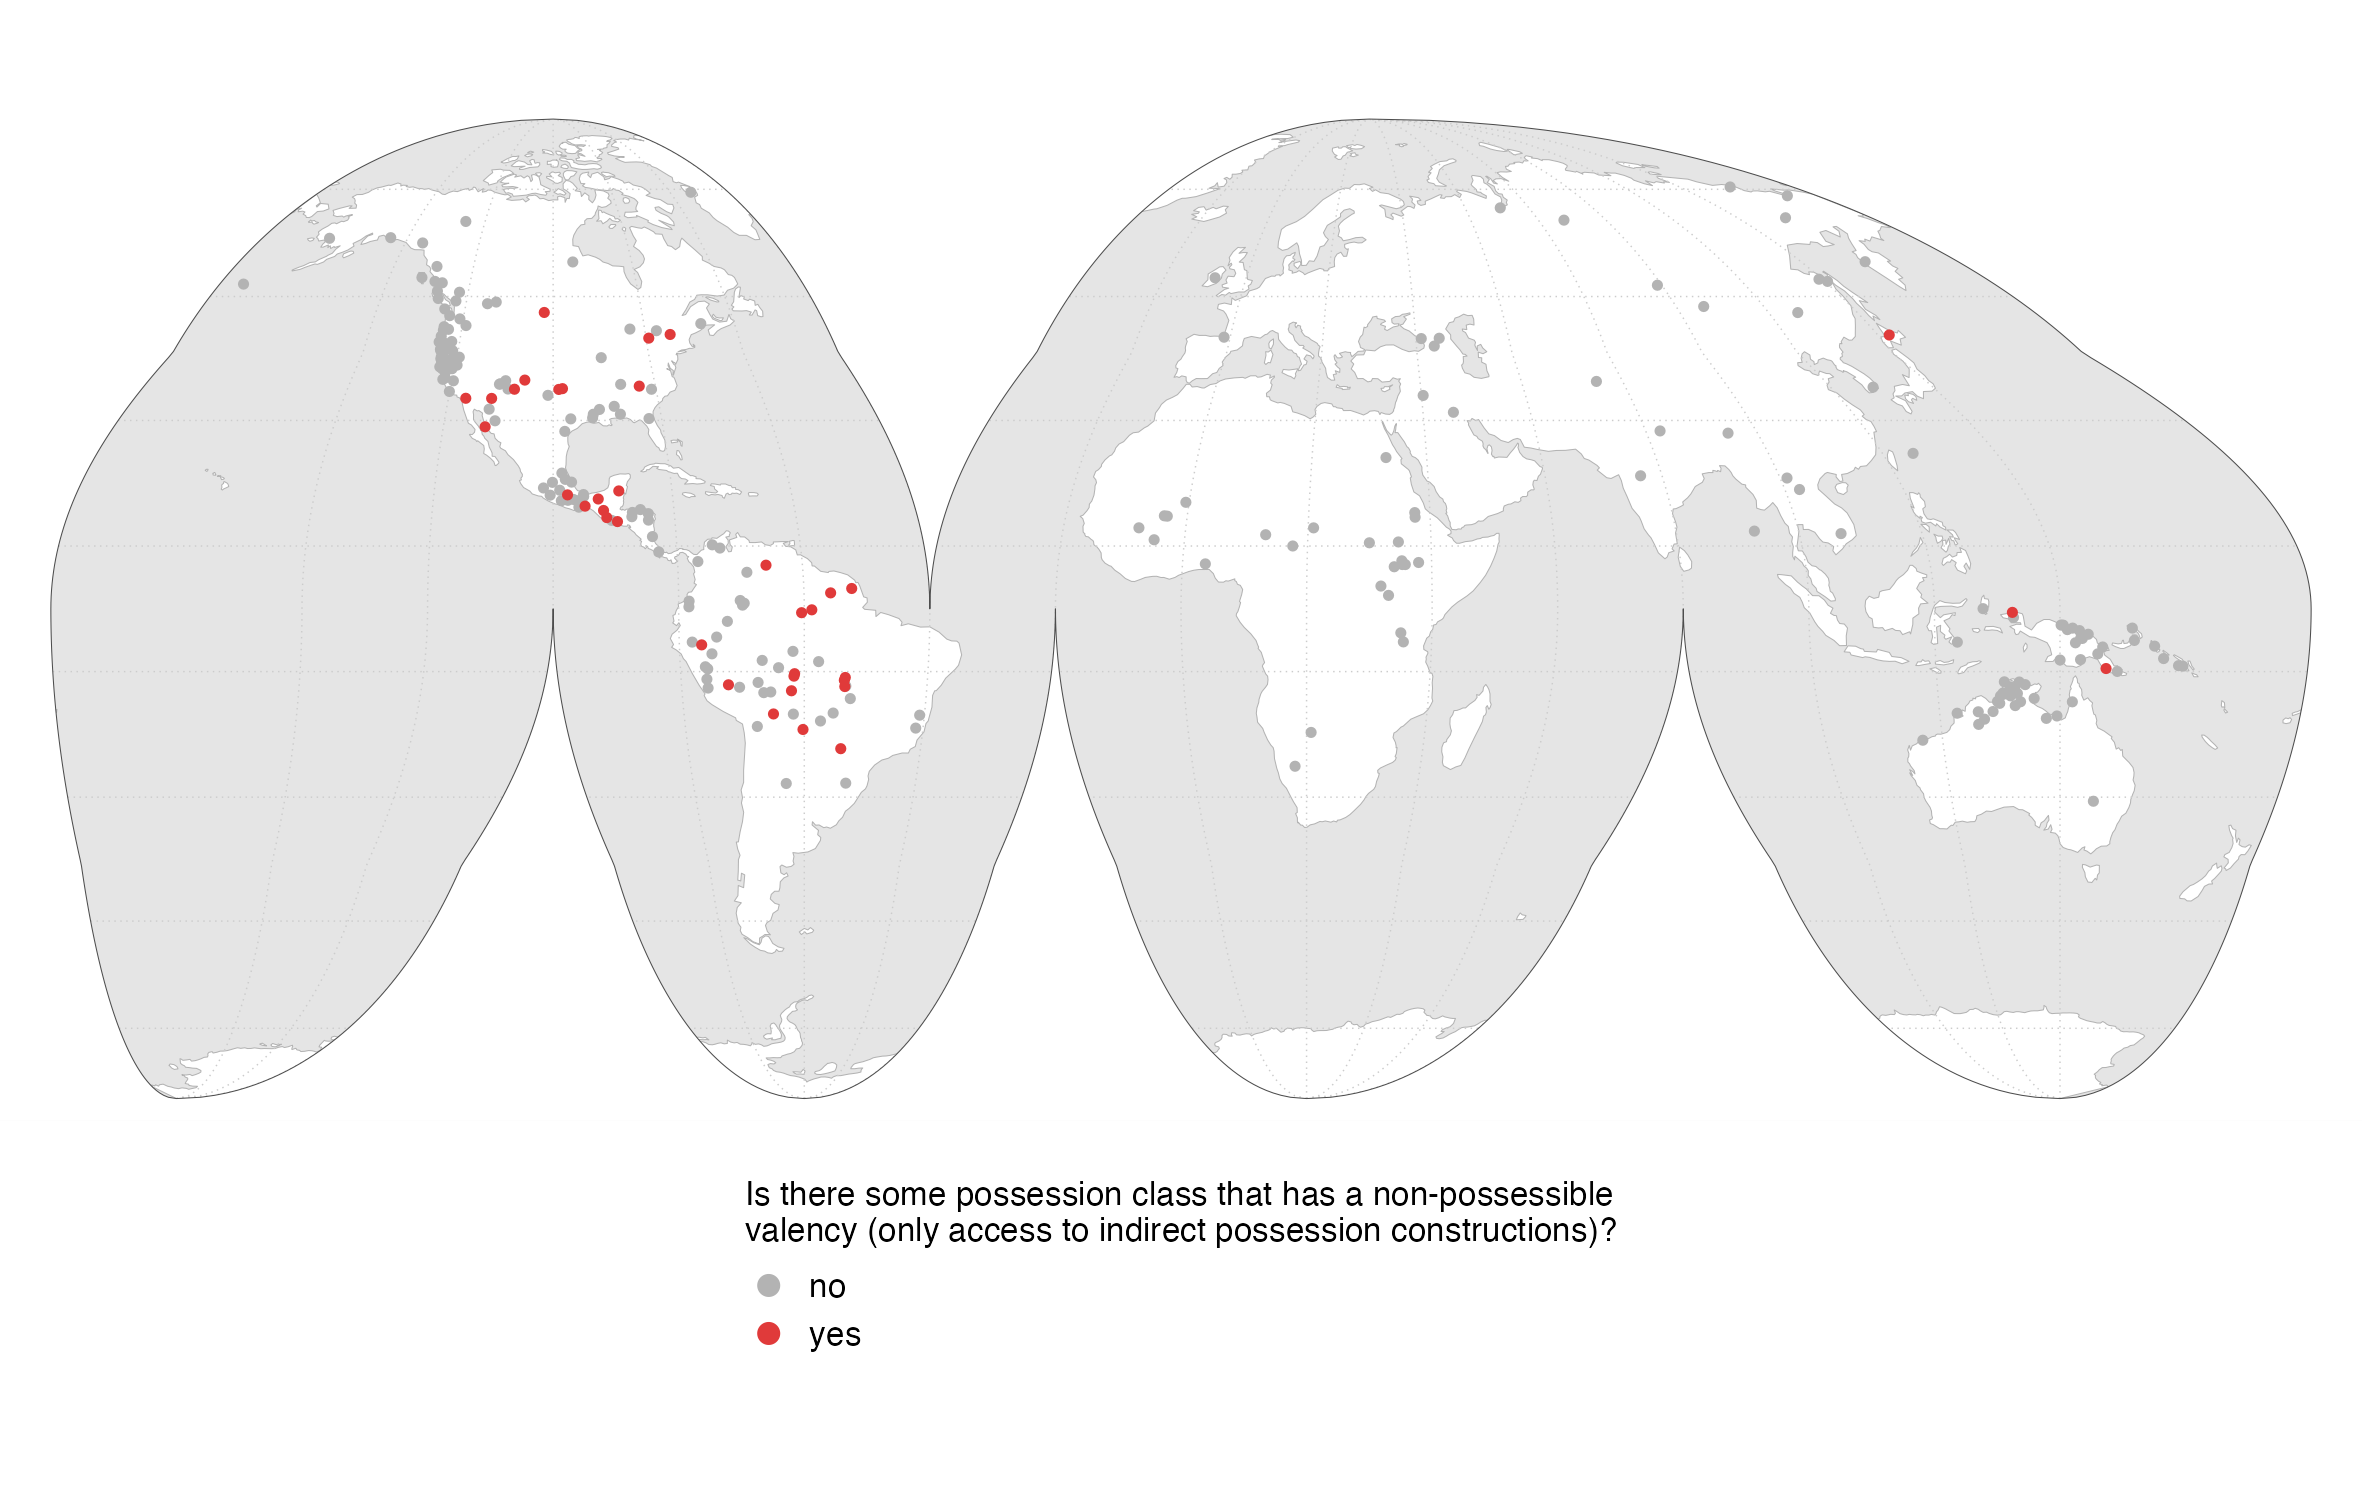 Is there some possession class that has a non-possessible
valency (only access to indirect possession constructions)?
no
yes